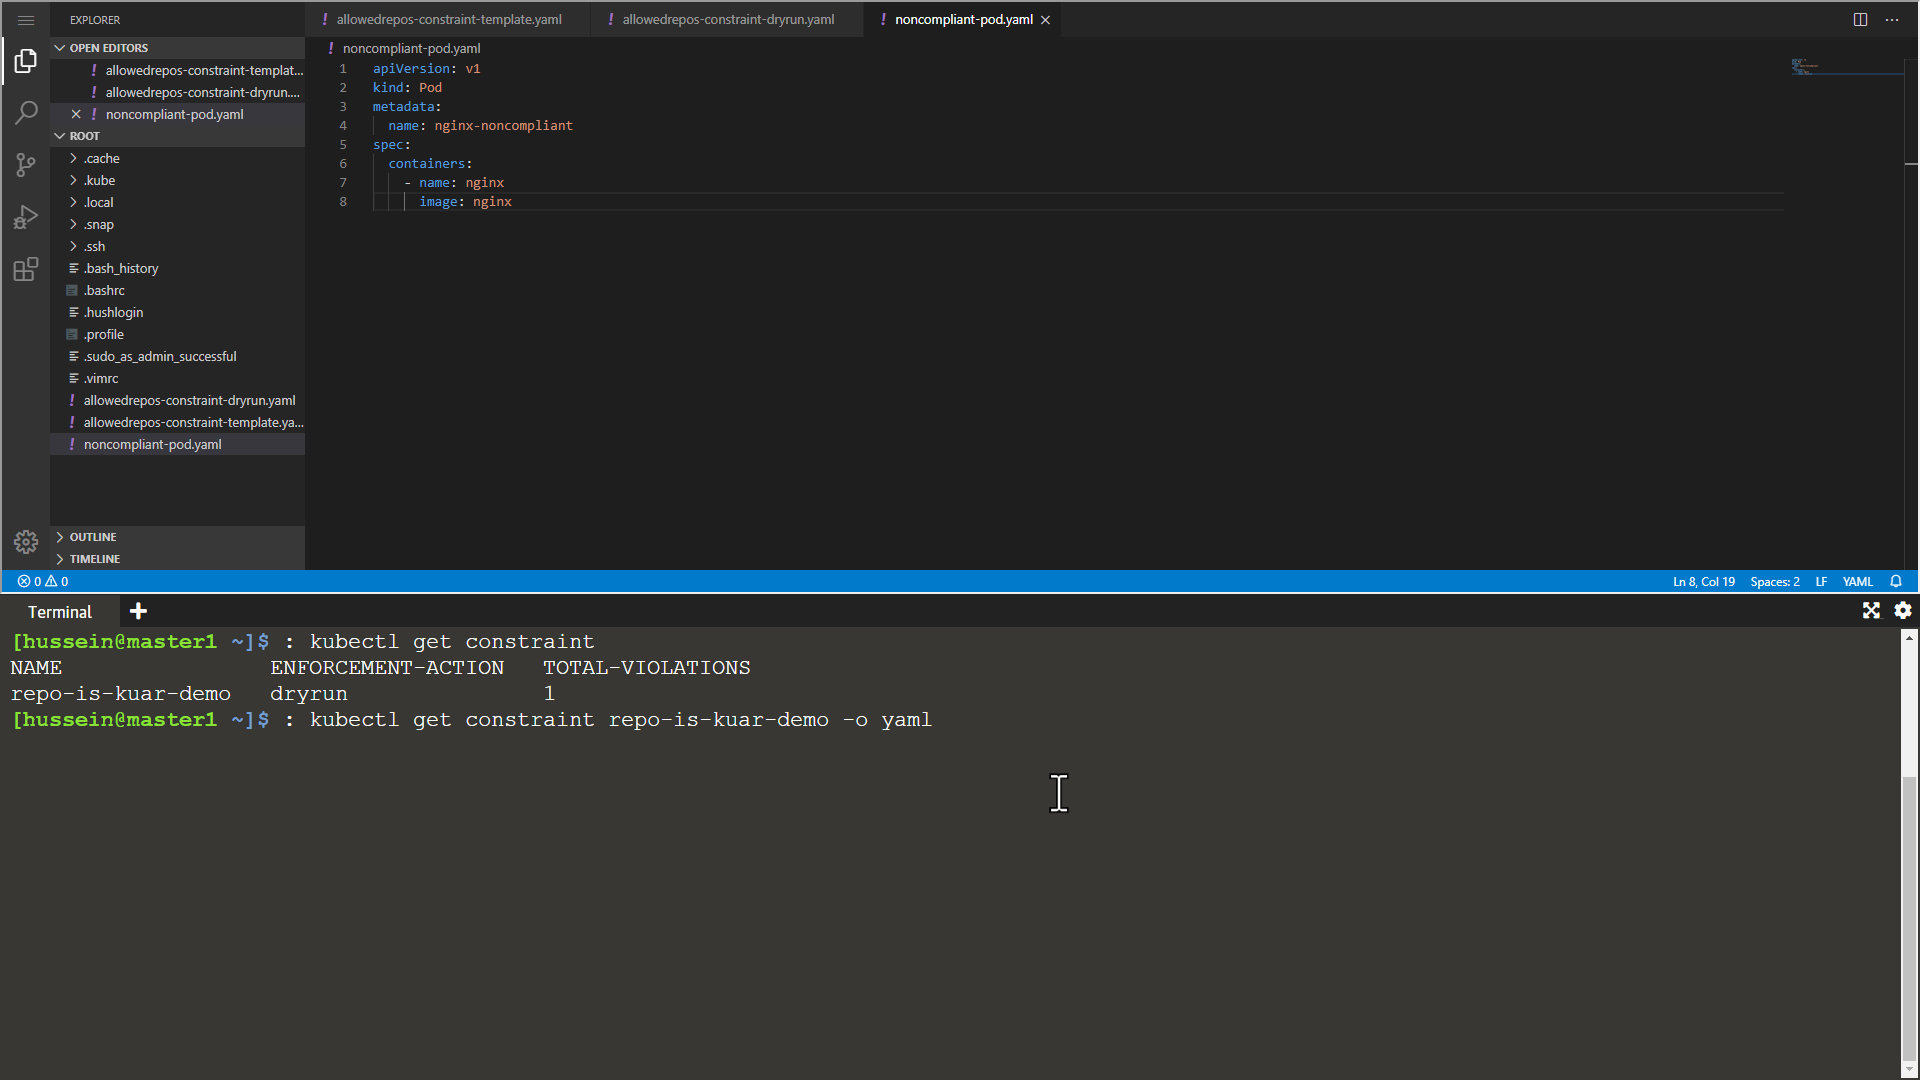 EXPLORER
OPEN EDITORS
! allowedrepos-constraint-templat...
! allowedrepos-constraint-dryrun....
! noncompliant-pod.yaml
ROOT
.cache
.kube
.local
.snap
.ssh
.bash_history
.bashrc
.hushlogin
.profile
.sudo_as_admin_successful
.vimrc
! allowedrepos-constraint-dryrun.yaml
! allowedrepos-constraint-template.ya...
! noncompliant-pod.yaml
OUTLINE
TIMELINE
! allowedrepos-constraint-template.yaml ! allowedrepos-constraint-dryrun.yaml ! noncompliant-pod.yaml
! noncompliant-pod.yaml
1 apiVersion: v1
2 kind: Pod
3 metadata:
4 name: nginx-noncompliant
5 spec:
6 containers:
7 - name: nginx
8 image: nginx
0 0 Ln 8, Col 19 Spaces: 2 LF YAML
Terminal
[hussein@master1 ~]$ : kubectl get constraint
NAME ENFORCEMENT-ACTION TOTAL-VIOLATIONS
repo-is-kuar-demo dryrun 1
[hussein@master1 ~]$ : kubectl get constraint repo-is-kuar-demo -o yaml